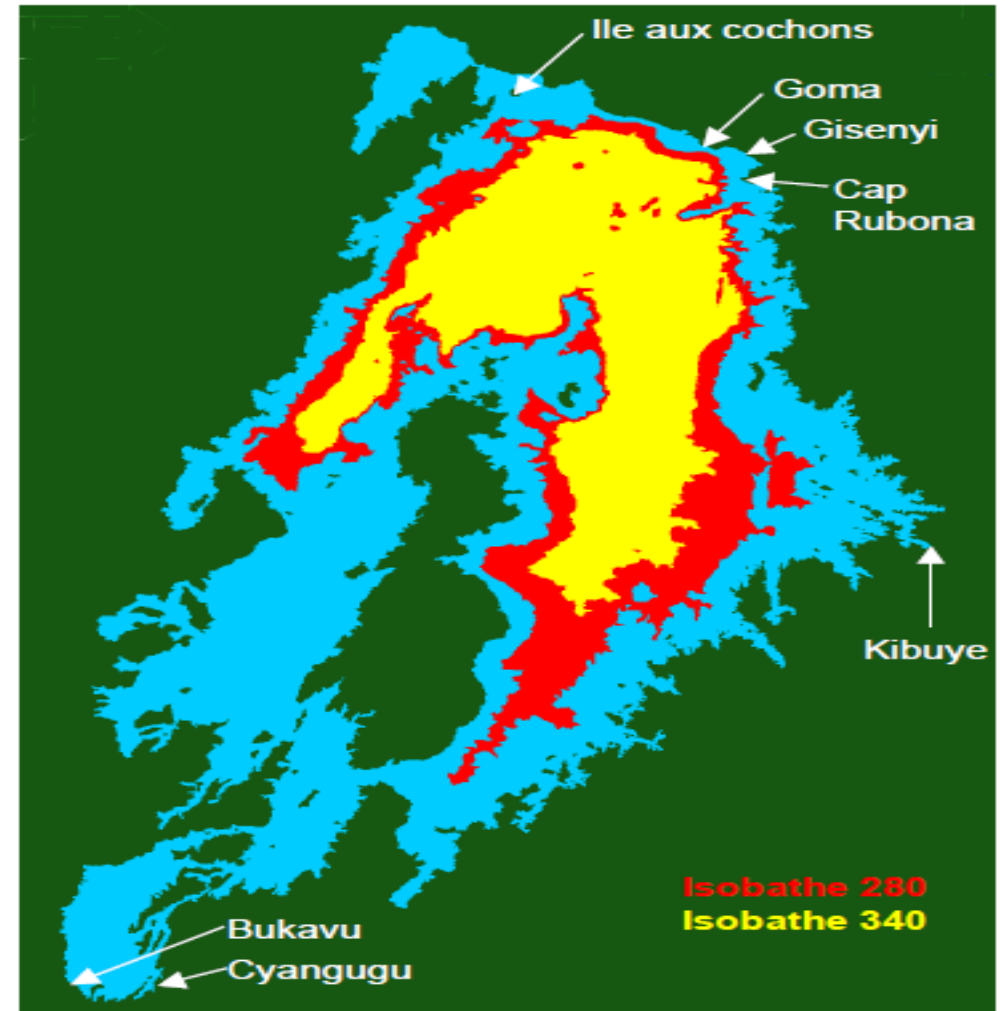 Ile aux cochons
Goma
Gisenyi
Cap
Rubona
Kibuye
Isobathe 280
Isobathe 340
Bukavu
Cyangugu